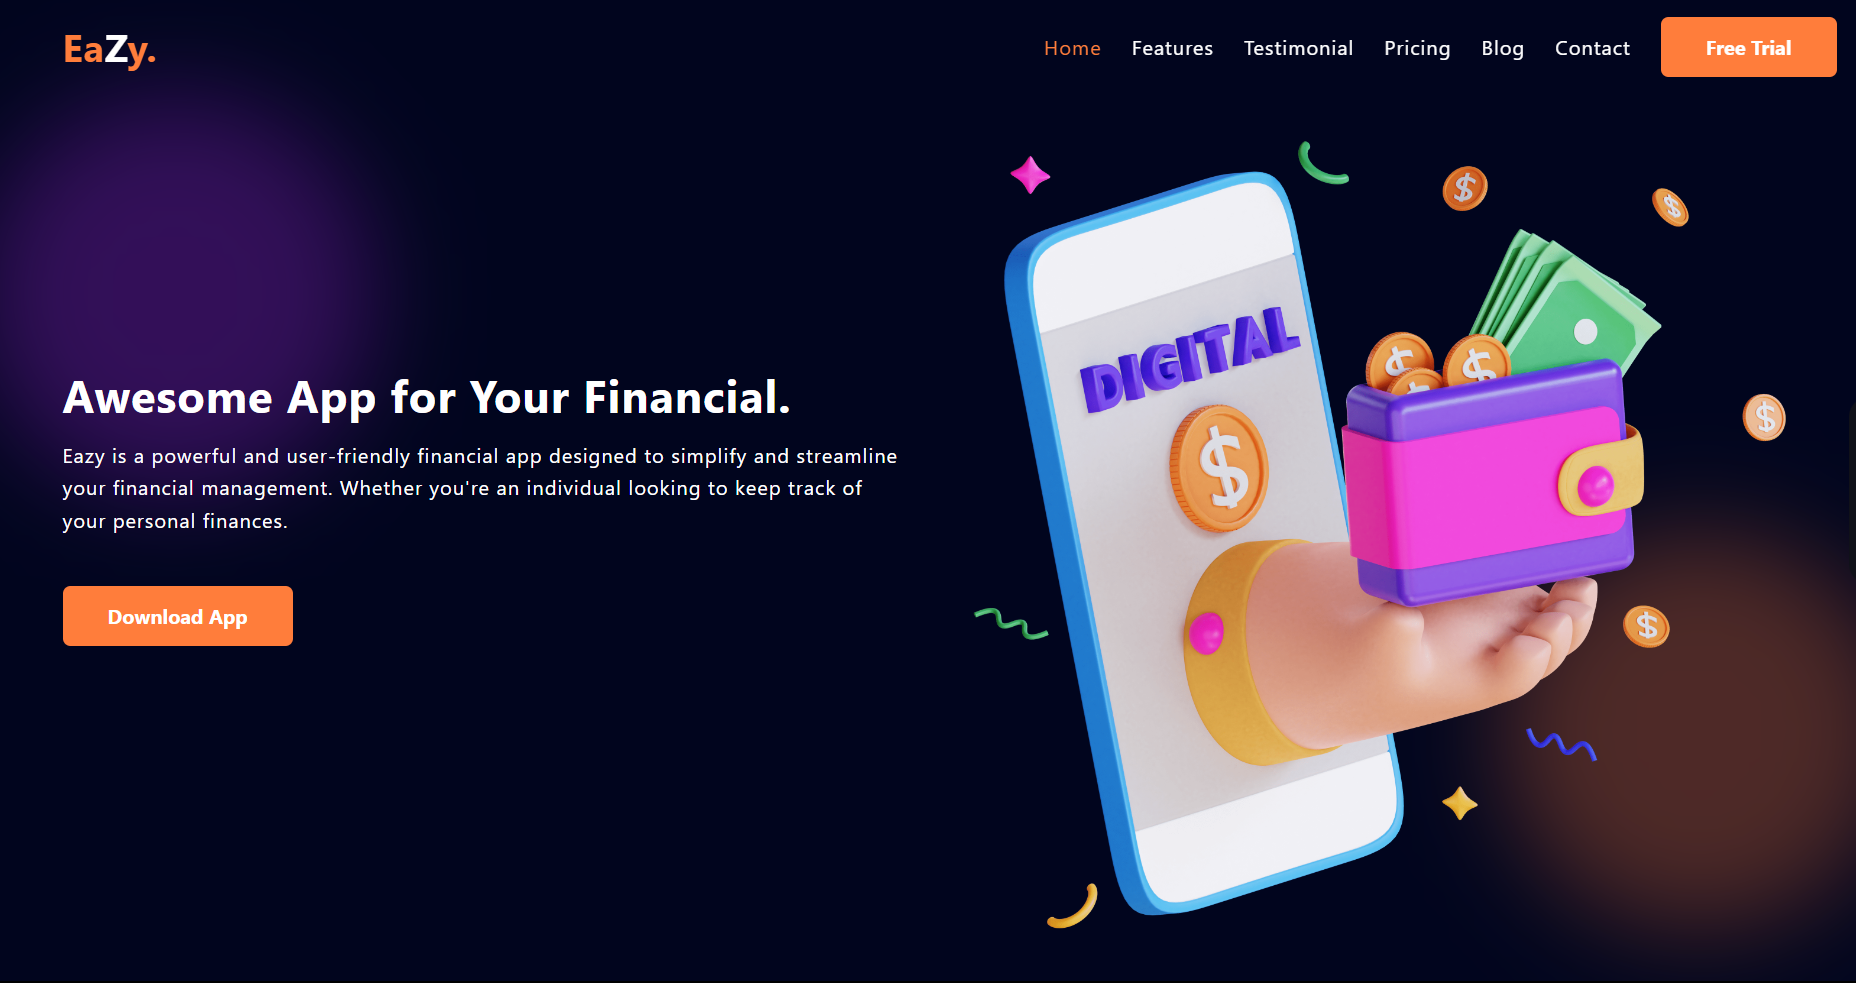 EaZy.
Home Features Testimonial Pricing Blog Contact Free Trial
DIGITAL
$
Awesome App for Your Financial.
Eazy is a powerful and user-friendly financial app designed to simplify and streamline
your financial management. Whether you're an individual looking to keep track of
your personal finances.
Download App